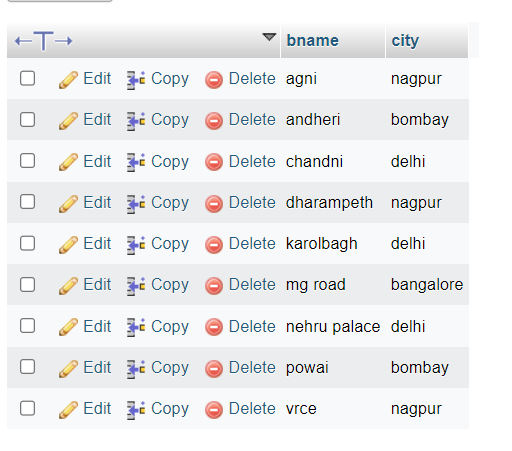 bname city
Edit Copy Delete agni nagpur
Edit Copy Delete andheri bombay
Edit Copy Delete chandni delhi
Edit Copy Delete dharampeth nagpur
Edit Copy Delete karolbagh delhi
Edit Copy Delete mg road bangalore
Edit Copy Delete nehru palace delhi
Edit Copy Delete powai bombay
Edit Copy Delete vrce nagpur